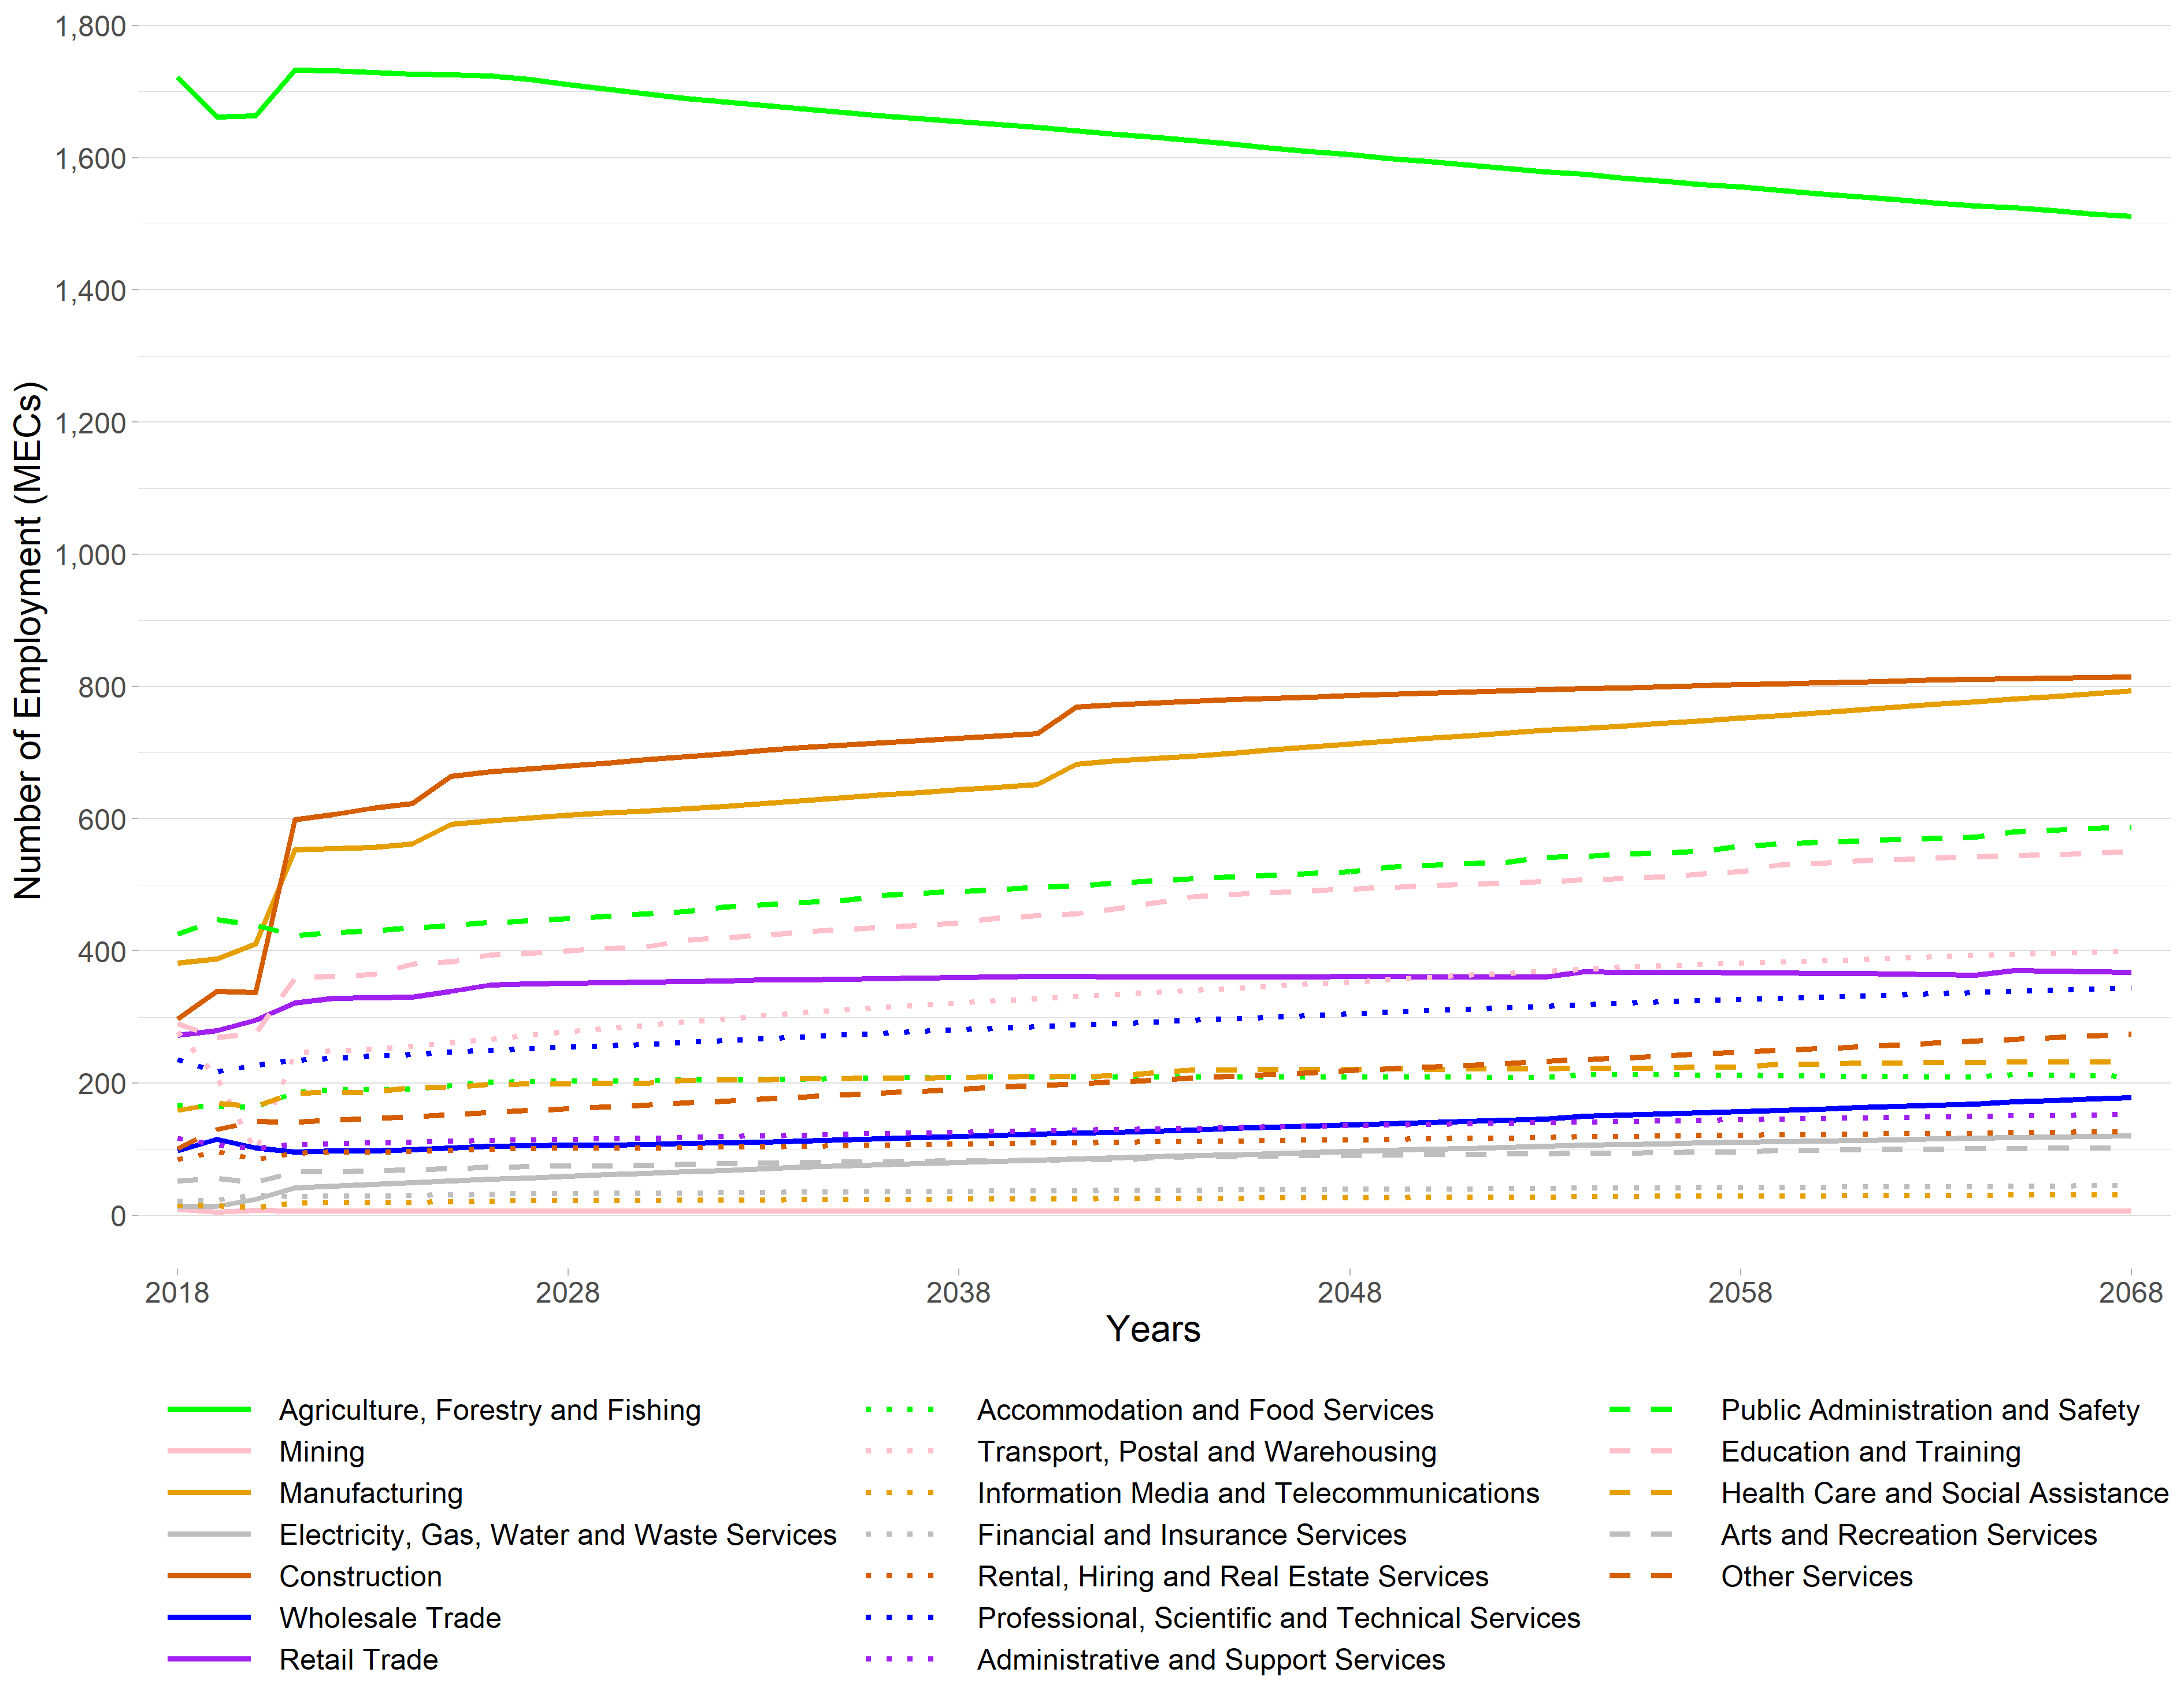 1,800
1,600
1,400
1,200
1,000
800
600
400
200
0
Number of Employment (MECs)
2018 2028 2038 2048 2058 2068
Years
Agriculture, Forestry and Fishing
Mining
Manufacturing
Electricity, Gas, Water and Waste Services
Construction
Wholesale Trade
Retail Trade
Accommodation and Food Services
Transport, Postal and Warehousing
Information Media and Telecommunications
Financial and Insurance Services
Rental, Hiring and Real Estate Services
Professional, Scientific and Technical Services
Administrative and Support Services
Public Administration and Safety
Education and Training
Health Care and Social Assistance
Arts and Recreation Services
Other Services